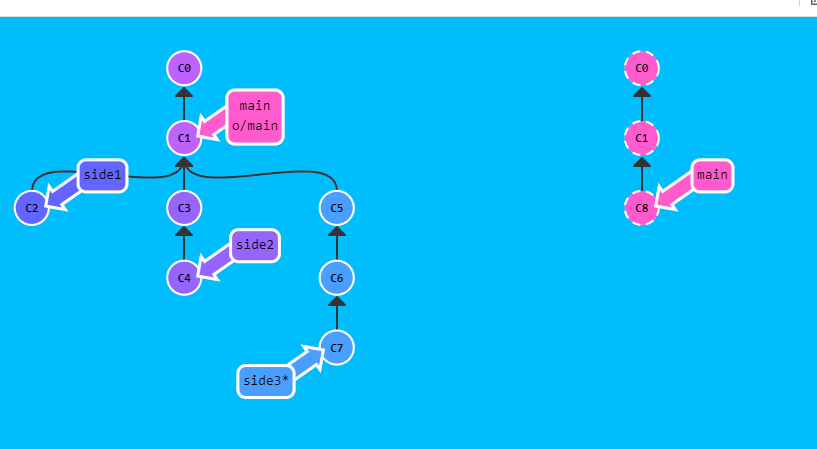 C0
main
o/main
C1
side1
C2
C3
C5
side2
C4
C6
C7
side3*
C0
C1
main
C8